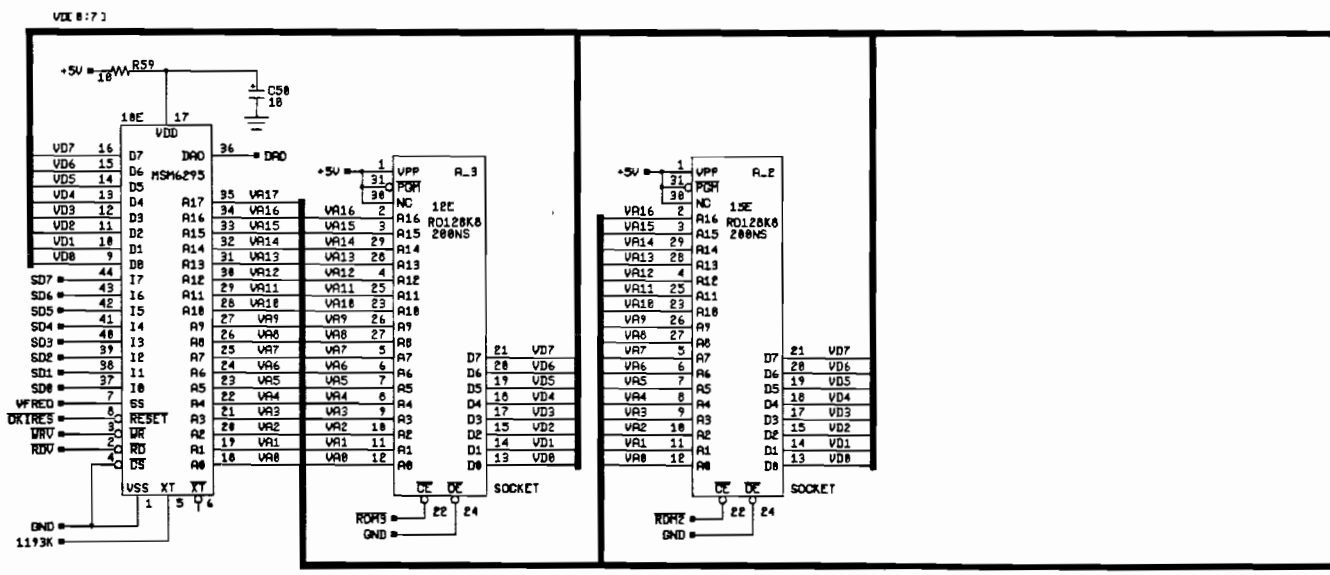 VD[0:7]
+5V 10 R59
C50
10
10E 17
VDD
VD7 16 D7 DAO 36 DAO
VD6 15 D6 MSM6295
VD5 14 D5
VD4 13 D4 A17 35 VA17
VD3 12 D3 A16 34 VA16
VD2 11 D2 A15 33 VA15
VD1 10 D1 A14 32 VA14
VD0 9 D0 A13 31 VA13
SD7 44 I7 A12 30 VA12
SD6 43 I6 A11 29 VA11
SD5 42 I5 A10 28 VA10
SD4 41 I4 A9 27 VA9
SD3 40 I3 A8 26 VA8
SD2 39 I2 A7 25 VA7
SD1 38 I1 A6 24 VA6
SD0 37 I0 A5 23 VA5
VFREQ 7 SS A4 22 VA4
OKIRES 8 RESET A3 21 VA3
WRV 3 WR A2 20 VA2
RDV 2 RD A1 19 VA1
4 CS A0 18 VA0
VSS XT XT
1 5 6
GND
1193K
+5V 1 VPP A_3
31 PGM
30 NC
12E
RO128K8
200NS
VA16 2 A16
VA15 3 A15
VA14 29 A14
VA13 28 A13
VA12 4 A12
VA11 25 A11
VA10 23 A10
VA9 26 A9
VA8 27 A8
VA7 5 A7 D7 21 VD7
VA6 6 A6 D6 20 VD6
VA5 7 A5 D5 19 VD5
VA4 8 A4 D4 18 VD4
VA3 9 A3 D3 17 VD3
VA2 10 A2 D2 15 VD2
VA1 11 A1 D1 14 VD1
VA0 12 A0 D0 13 VD0
CE OE SOCKET
ROM3 22 24
GND
+5V 1 VPP A_2
31 PGM
30 NC
15E
RO128K8
200NS
VA16 2 A16
VA15 3 A15
VA14 29 A14
VA13 28 A13
VA12 4 A12
VA11 25 A11
VA10 23 A10
VA9 26 A9
VA8 27 A8
VA7 5 A7 D7 21 VD7
VA6 6 A6 D6 20 VD6
VA5 7 A5 D5 19 VD5
VA4 8 A4 D4 18 VD4
VA3 9 A3 D3 17 VD3
VA2 10 A2 D2 15 VD2
VA1 11 A1 D1 14 VD1
VA0 12 A0 D0 13 VD0
CE OE SOCKET
ROM2 22 24
GND